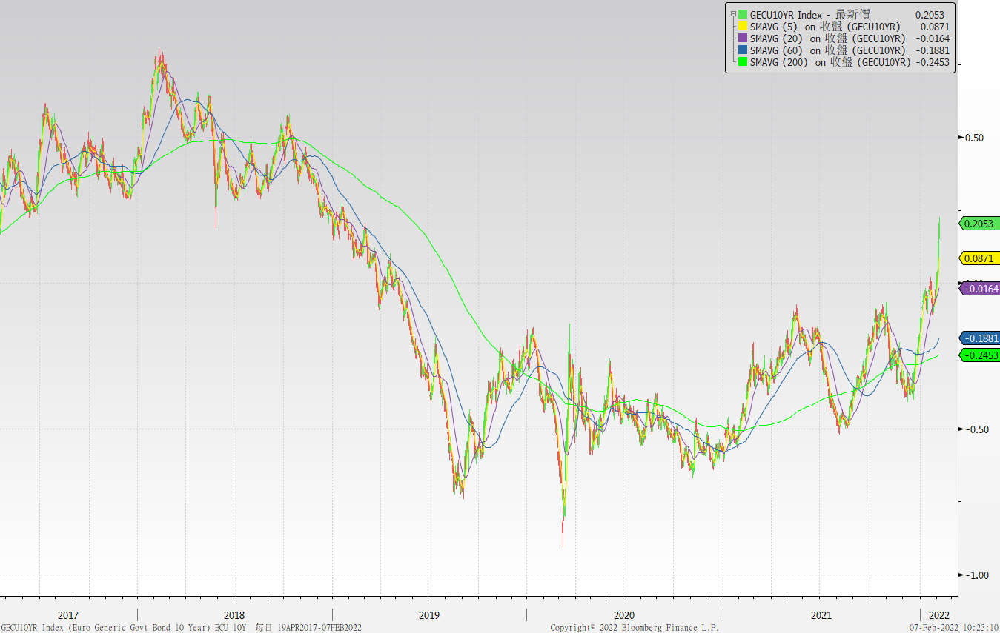 GECU10YR Index - 最新價 0.2053
SMAVG (5) on 收盤 (GECU10YR) 0.0871
SMAVG (20) on 收盤 (GECU10YR) -0.0164
SMAVG (60) on 收盤 (GECU10YR) -0.1881
SMAVG (200) on 收盤 (GECU10YR) -0.2453
0.50
0.2053
0.0871
-0.0164
-0.1881
-0.2453
-0.50
-1.00
2017 2018 2019 2020 2021 2022
GECU10YR Index (Euro Generic Govt Bond 10 Year) ECU 10Y 每日 19APR2017-07FEB2022 Copyright© 2022 Bloomberg Finance L.P. 07-Feb-2022 10:23:10